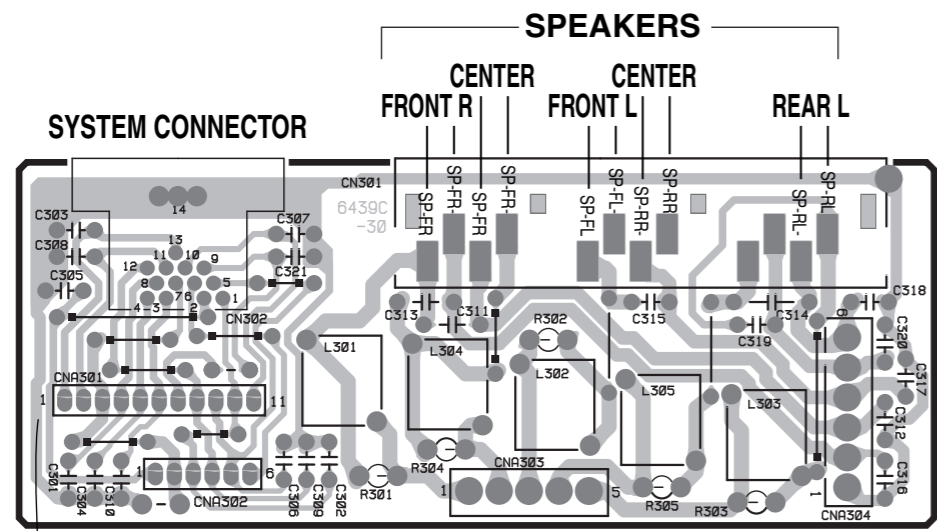 SPEAKERS
CENTER
CENTER
FRONT R
FRONT L
REAR L
SYSTEM CONNECTOR
CN301
6439C
-30
SP-FR
SP-FR-
SP-FR
SP-FR-
SP-FL
SP-FL-
SP-RR-
SP-RR
SP-RL-
SP-RL
14
C303
C308
C305
C307
C321
13
12
11
10
9
8
7
6
5
4
3
2
1
CN302
C313
C311
R302
C315
C314
C319
C318
C320
C317
C312
C316
L301
L304
L302
L305
L303
CNA301
1
11
1
6
CNA302
C301
C304
C310
C306
C309
C302
R301
R304
CNA303
1
5
R305
R303
6
1
CNA304